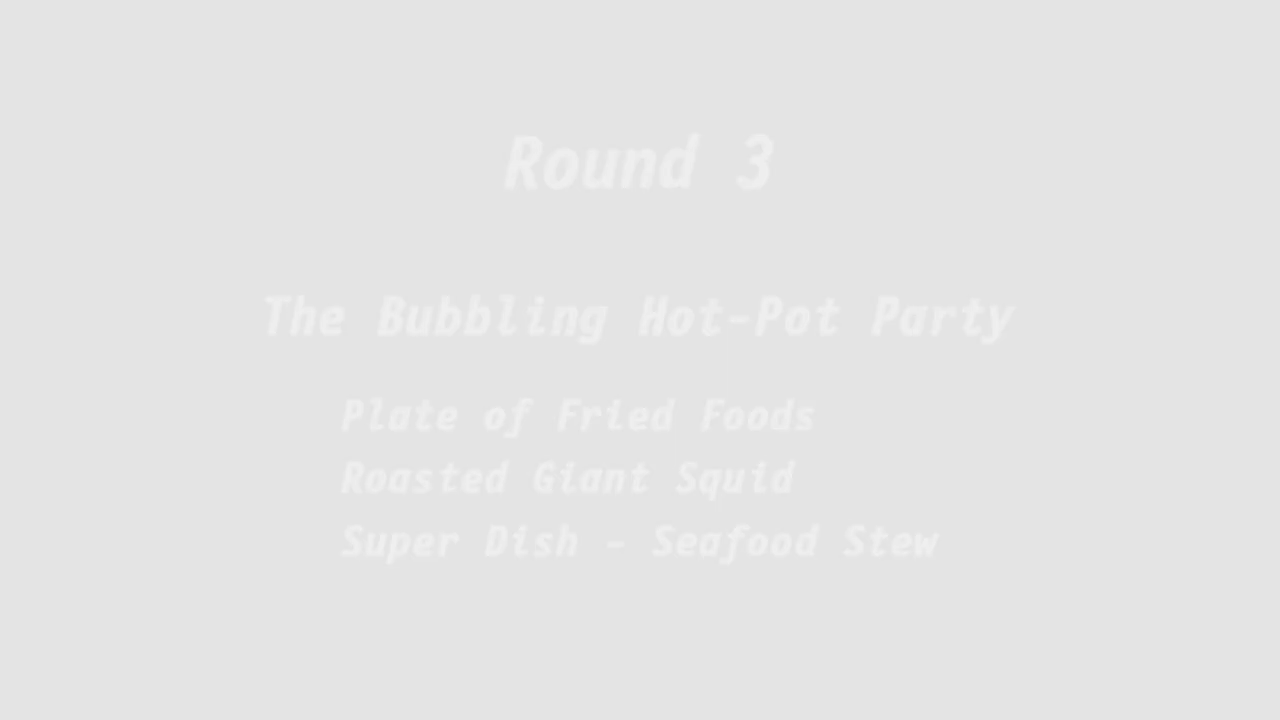 Round 3
The Bubbling Hot-Pot Party
Plate of Fried Foods
Roasted Giant Squid
Super Dish - Seafood Stew